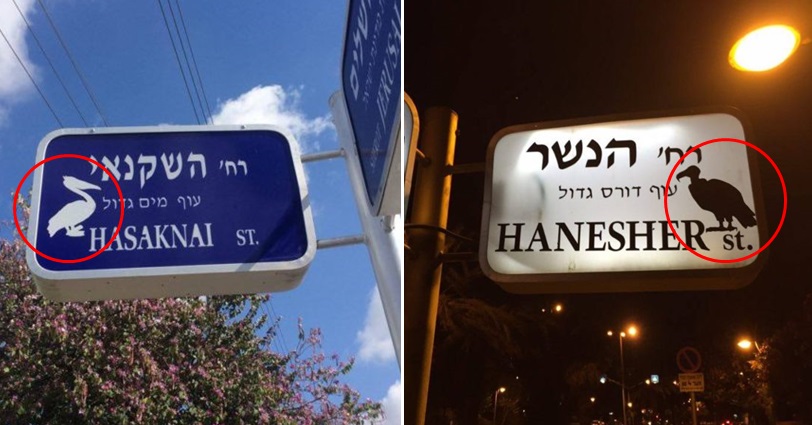 רח' השקנאי
עוף מים גדול
HASAKNAI ST.
רח' הנשר
עוף דורס גדול
HANESHER st.